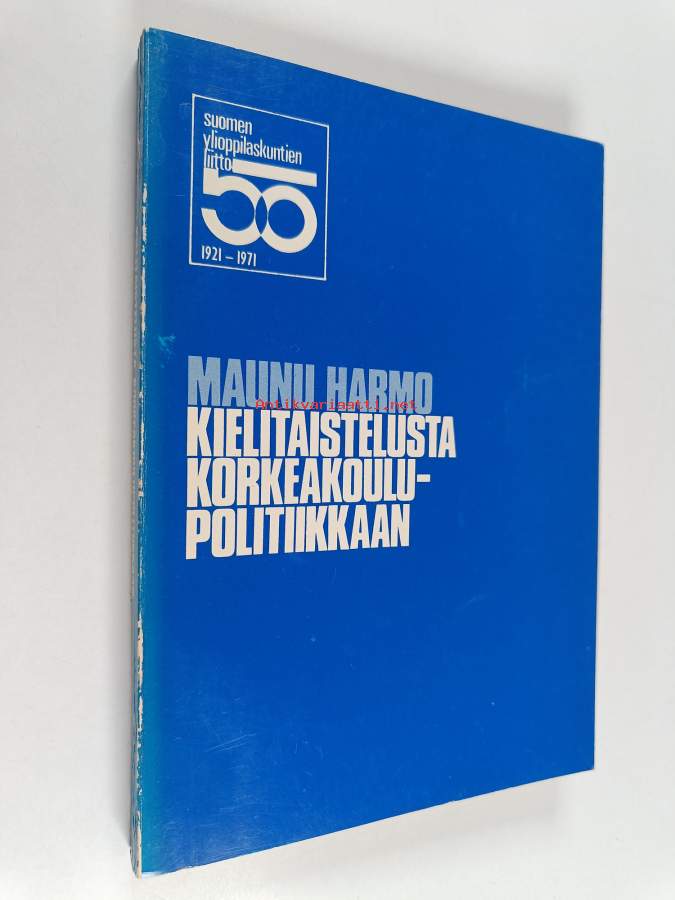 suomen
ylioppilaskuntien
liitto
50
1921 – 1971
MAUNU HARMO
Antikvariaatti.net
KIELITAISTELUSTA
KORKEAKOULU-
POLITIIKKAAN